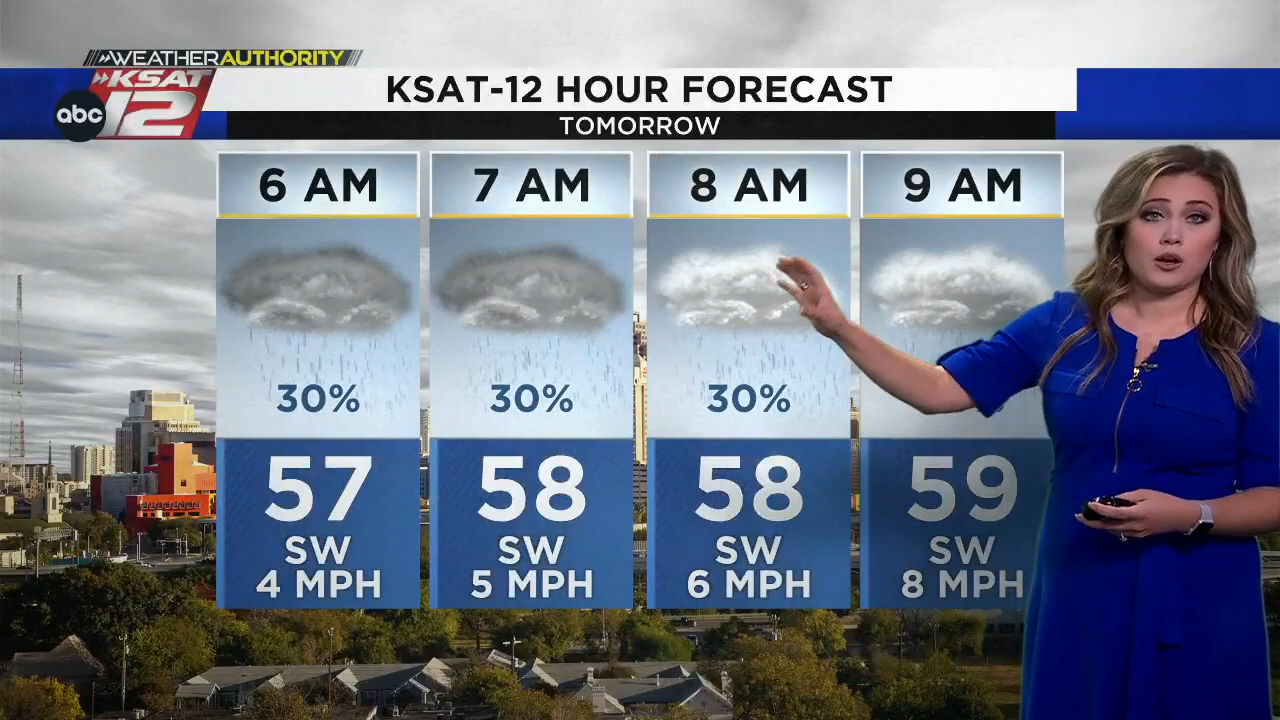 WEATHERAUTHORITY
KSAT
abc 12
KSAT-12 HOUR FORECAST
TOMORROW
6 AM 7 AM 8 AM 9 AM
30% 30% 30%
57 58 58 59
SW SW SW SW
4 MPH 5 MPH 6 MPH 8 MPH